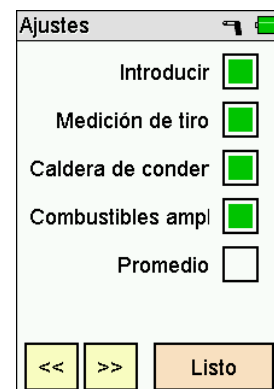 Ajustes
Introducir
Medición de tiro
Caldera de conder
Combustibles ampl
Promedio
<< >> Listo